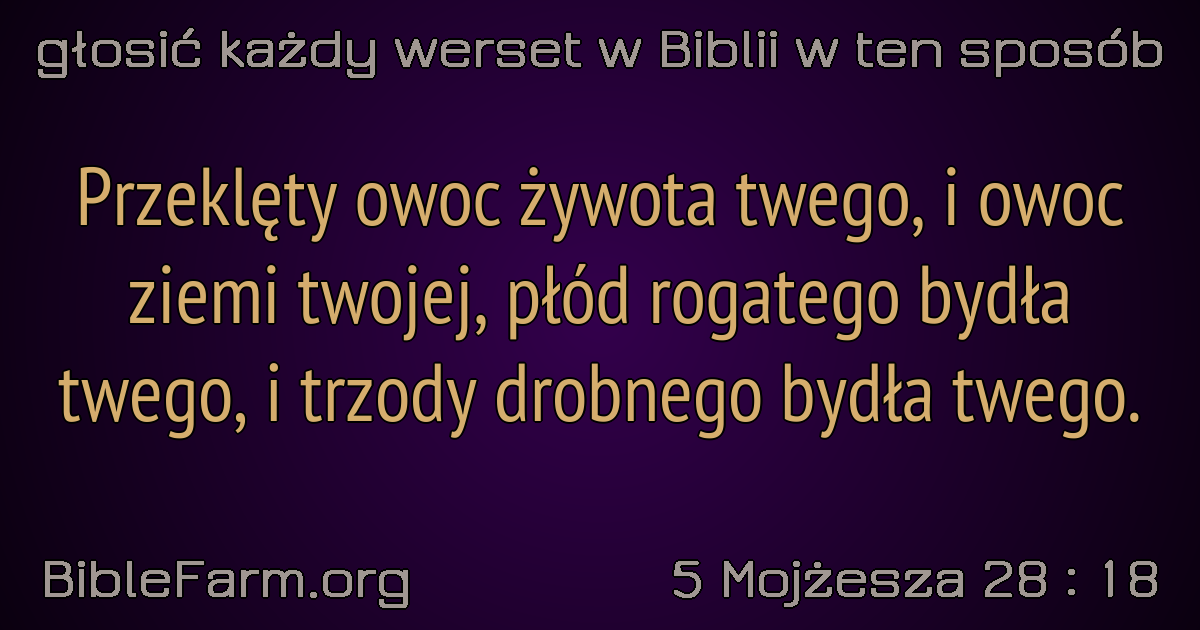 głosić każdy werset w Biblii w ten sposób
Przeklęty owoc żywota twego, i owoc
ziemi twojej, płód rogatego bydła
twego, i trzody drobnego bydła twego.
BibleFarm.org
5 Mojżesza 28 : 18